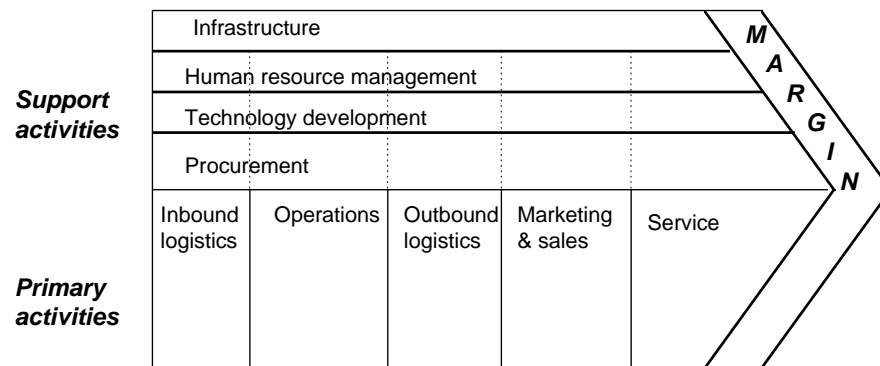 Infrastructure
Human resource management
Technology development
Procurement
Support
activities
MARGIN
Inbound
logistics
Operations
Outbound
logistics
Marketing
& sales
Service
Primary
activities